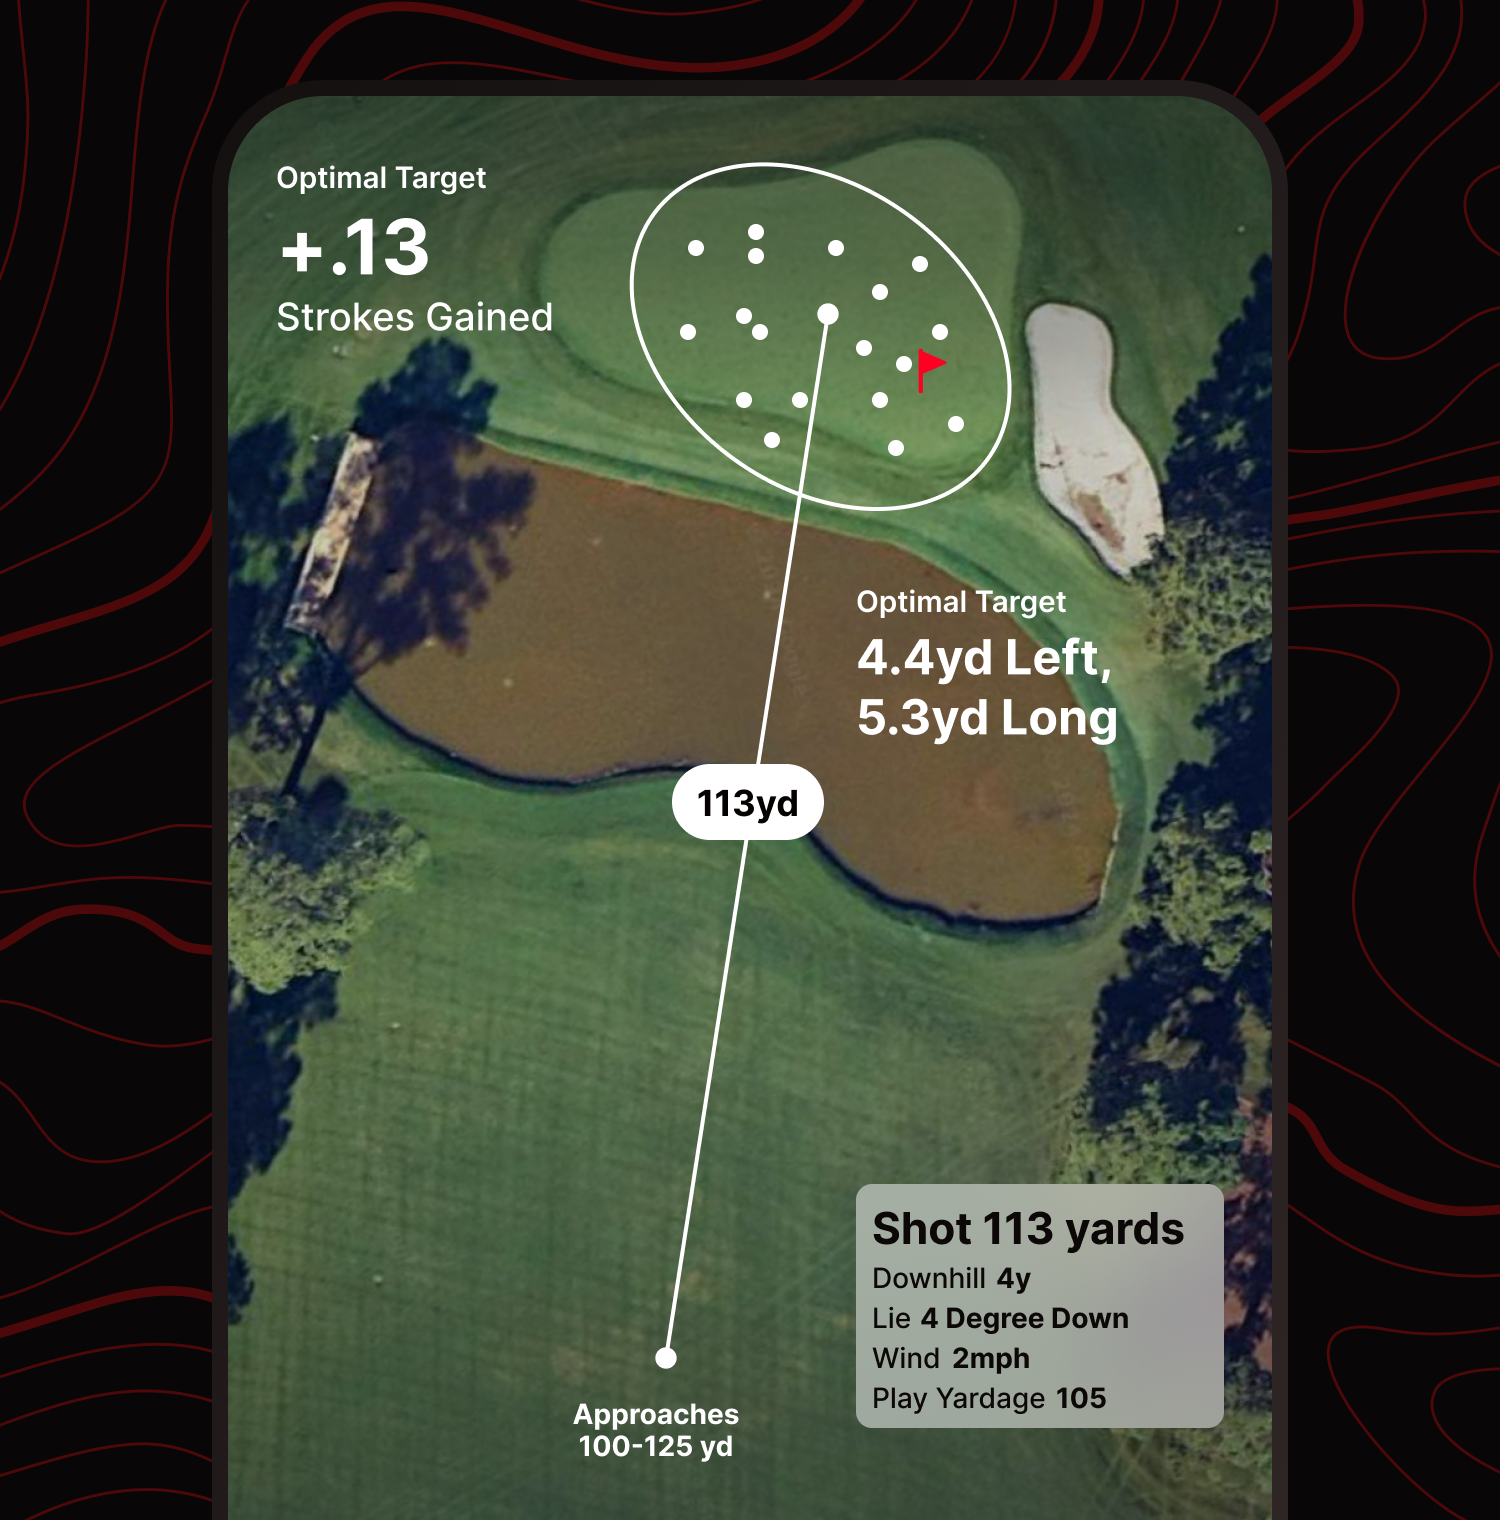 Optimal Target
+.13
Strokes Gained
Optimal Target
4.4yd Left,
5.3yd Long
113yd
Shot 113 yards
Downhill 4y
Lie 4 Degree Down
Wind 2mph
Play Yardage 105
Approaches
100-125 yd